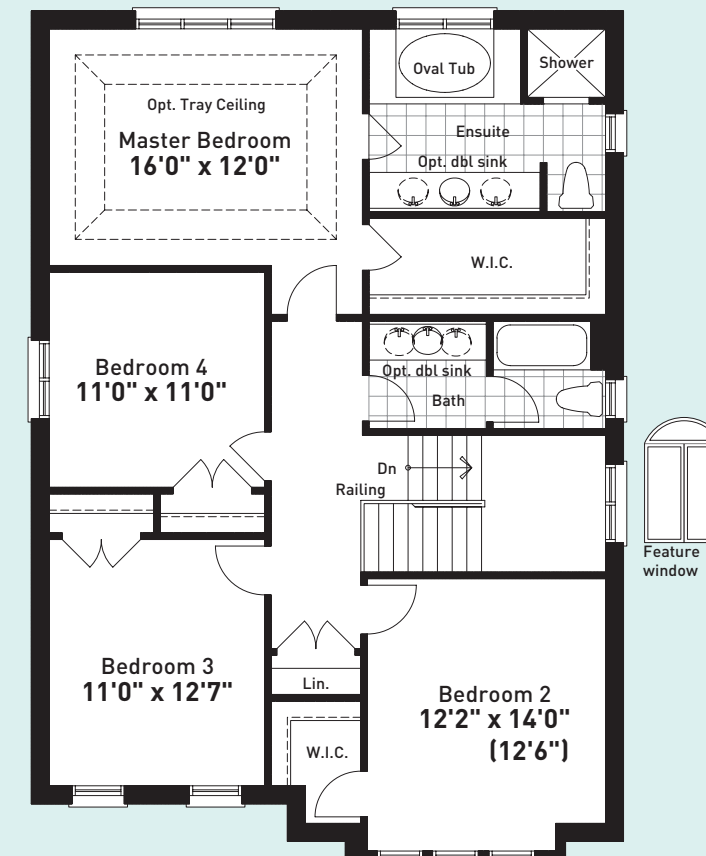 Oval Tub
Shower
Opt. Tray Ceiling
Master Bedroom
16'0" x 12'0"
Ensuite
Opt. dbl sink
W.I.C.
Bedroom 4
11'0" x 11'0"
Opt. dbl sink
Bath
Dn
Railing
Feature
window
Bedroom 3
11'0" x 12'7"
Lin.
Bedroom 2
12'2" x 14'0"
(12'6")
W.I.C.